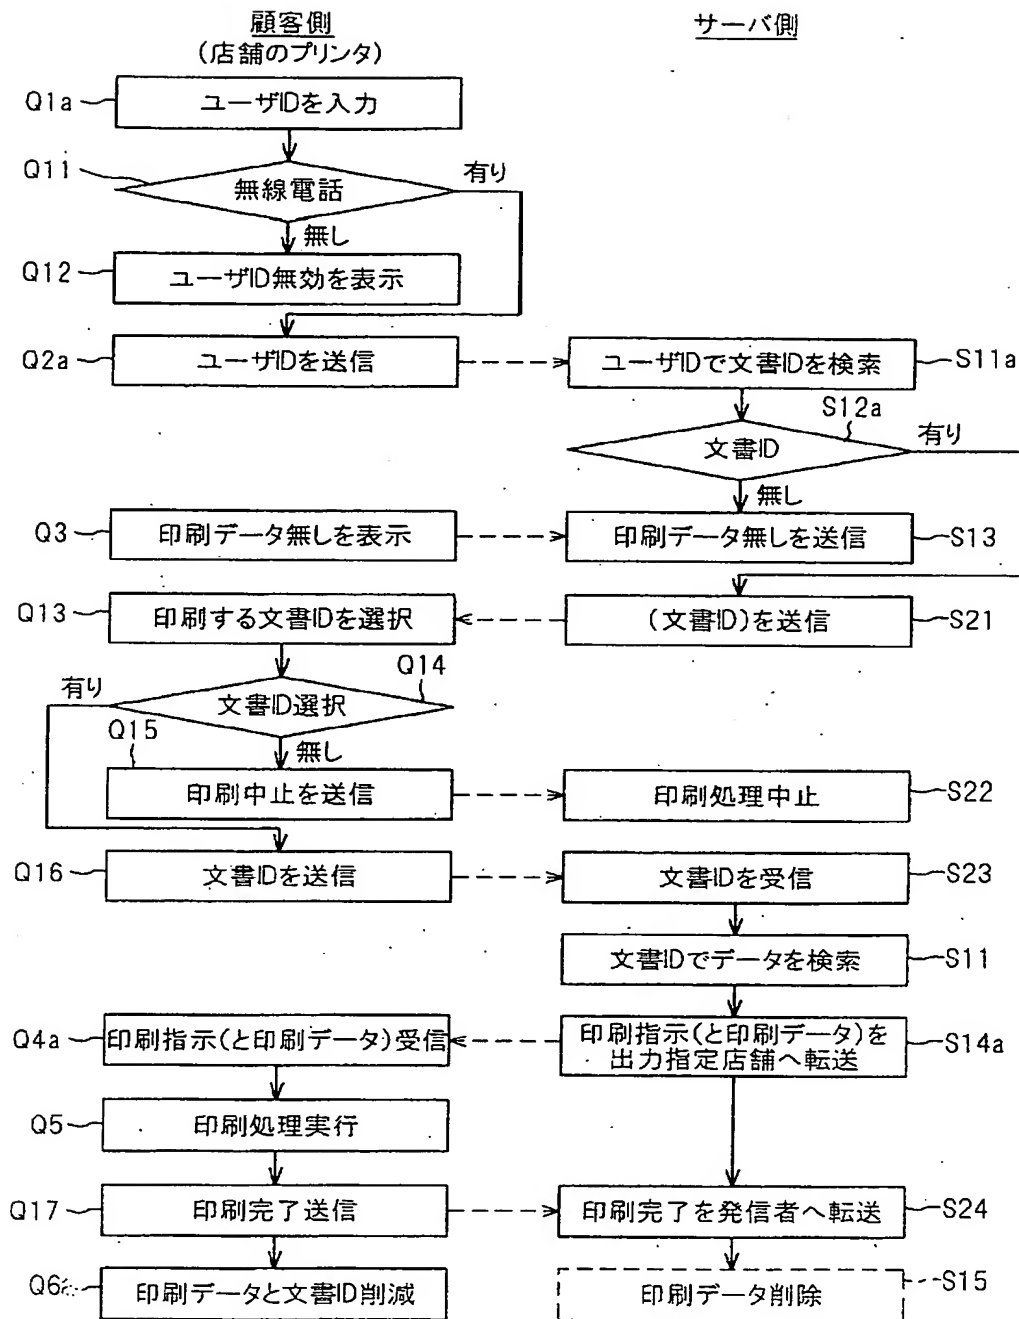 顧客側
(店舗のプリンタ)
サーバ側
Q1a
ユーザIDを入力
Q11
無線電話
有り
無し
Q12
ユーザID無効を表示
Q2a
ユーザIDを送信
ユーザIDで文書IDを検索
S11a
S12a
文書ID
有り
無し
Q3
印刷データ無しを表示
印刷データ無しを送信
S13
Q13
印刷する文書IDを選択
(文書ID)を送信
S21
Q14
有り
文書ID選択
Q15
無し
印刷中止を送信
印刷処理中止
S22
Q16
文書IDを送信
文書IDを受信
S23
文書IDでデータを検索
S11
Q4a
印刷指示(と印刷データ)受信
印刷指示(と印刷データ)を
出力指定店舗へ転送
S14a
Q5
印刷処理実行
Q17
印刷完了送信
印刷完了を発信者へ転送
S24
Q6
印刷データと文書ID削減
印刷データ削除
S15